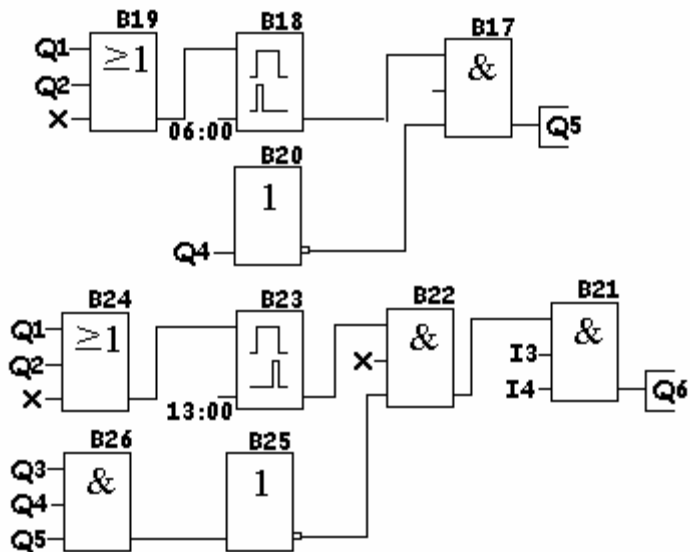 B19 B18 B17
Q1 ≥1 &
Q2
X 06:00 Q5
B20
1
Q4
B24 B23 B22 B21
Q1 ≥1 & &
Q2 X I3
X 13:00 I4 Q6
B26 B25
Q3 & 1
Q4
Q5